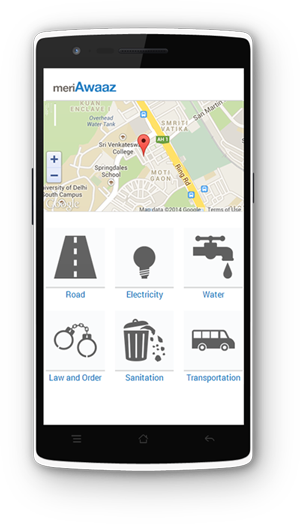 meriAwaaz
KUAN
ENCLAVE I
Overhead
Water Tank
SMRITI
VATIKA
San Martin
AH 1
Sri Venkateswara
College
Springdales
School
MOTI
GAON
Ring Rd
University of Delhi
South Campus
+
−
Google
Map data ©2014 Google - Terms of Use
Road
Electricity
Water
Law and Order
Sanitation
Transportation